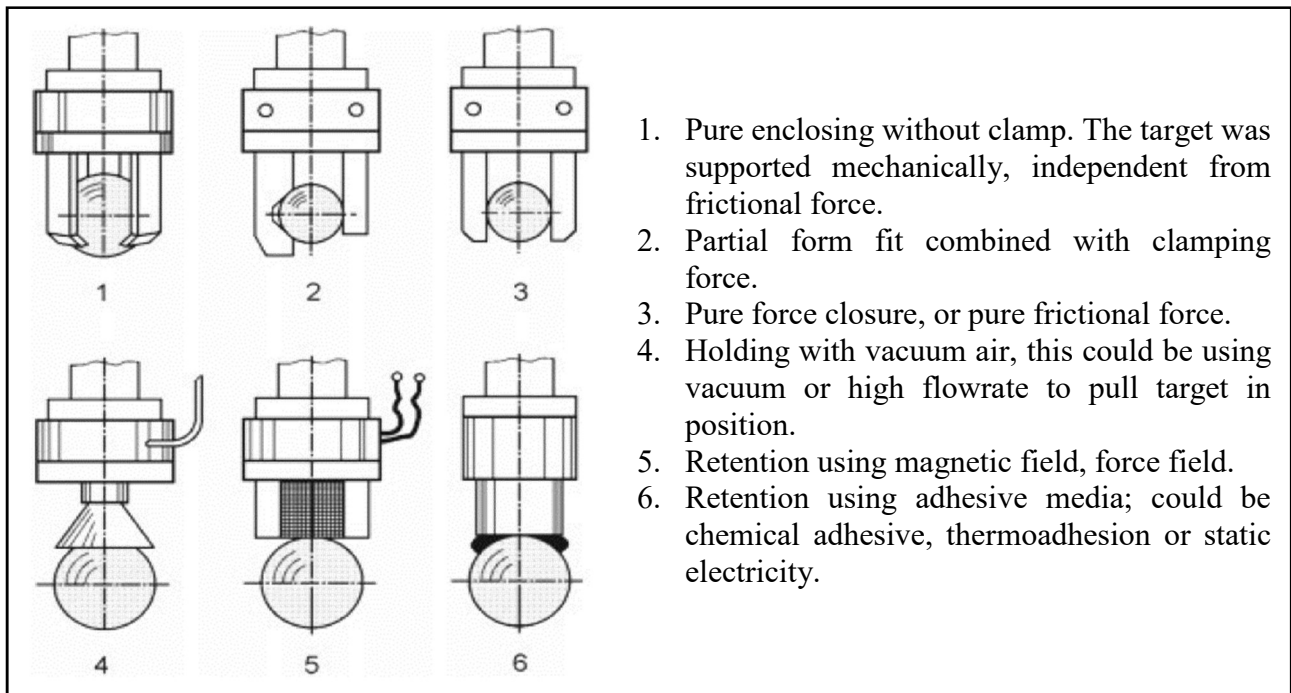 1 2 3
4 5 6
1. Pure enclosing without clamp. The target was
supported mechanically, independent from
frictional force.
2. Partial form fit combined with clamping
force.
3. Pure force closure, or pure frictional force.
4. Holding with vacuum air, this could be using
vacuum or high flowrate to pull target in
position.
5. Retention using magnetic field, force field.
6. Retention using adhesive media; could be
chemical adhesive, thermoadhesion or static
electricity.